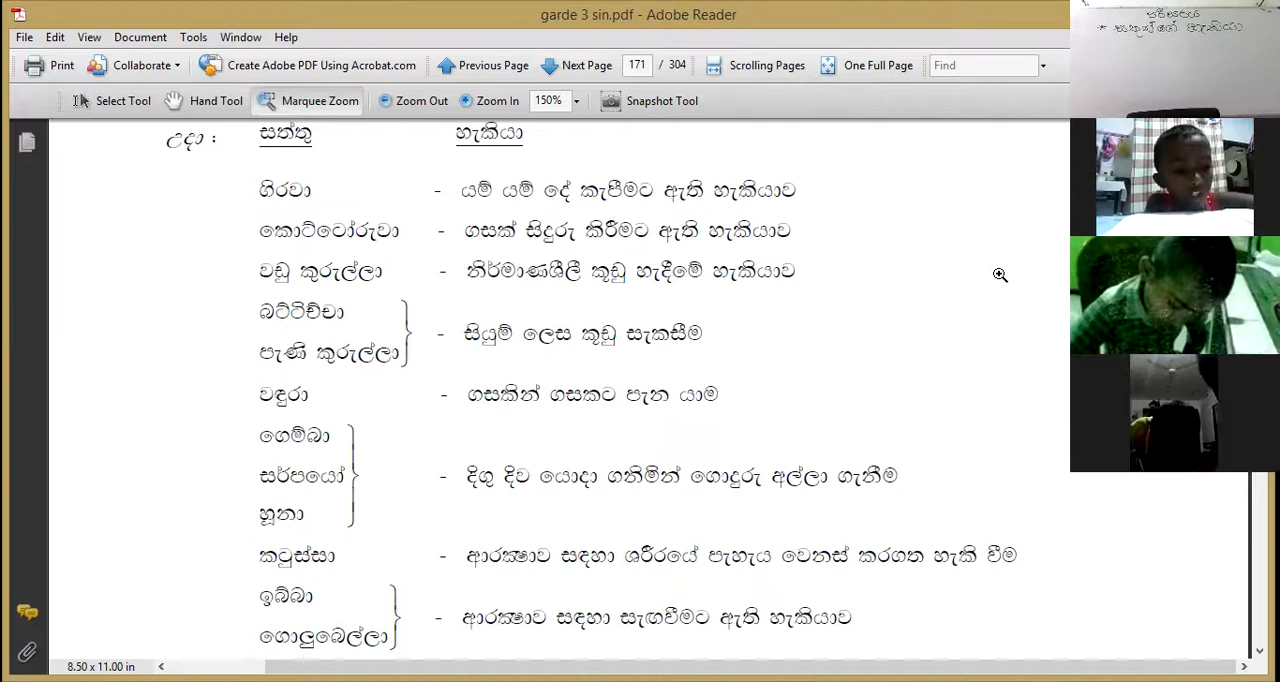 garde 3 sin.pdf - Adobe Reader
File Edit View Document Tools Window Help
Print Collaborate Create Adobe PDF Using Acrobat.com Previous Page Next Page 171 / 304 Scrolling Pages One Full Page Find
Select Tool Hand Tool Marquee Zoom Zoom Out Zoom In 150% Snapshot Tool
පරිසරය
* සතුන්ගේ හැකියා
උදා : සත්තු හැකියා
ගිරවා - යම් යම් දේ කැපීමට ඇති හැකියාව
කොට්ටෝරුවා - ගසක් සිදුරු කිරීමට ඇති හැකියාව
වඩු කුරුල්ලා - නිර්මාණශීලී කූඩු හැදීමේ හැකියාව
බට්ටිච්චා
පැණි කුරුල්ලා - සියුම් ලෙස කූඩු සැකසීම
වඳුරා - ගසකින් ගසකට පැන යාම
ගෙම්බා
සර්පයෝ - දිගු දිව යොදා ගනිමින් ගොදුරු අල්ලා ගැනීම
හූනා
කටුස්සා - ආරක්‍ෂාව සඳහා ශරීරයේ පැහැය වෙනස් කරගත හැකි වීම
ඉබ්බා
ගොලුබෙල්ලා - ආරක්‍ෂාව සඳහා සැඟවීමට ඇති හැකියාව
8.50 x 11.00 in